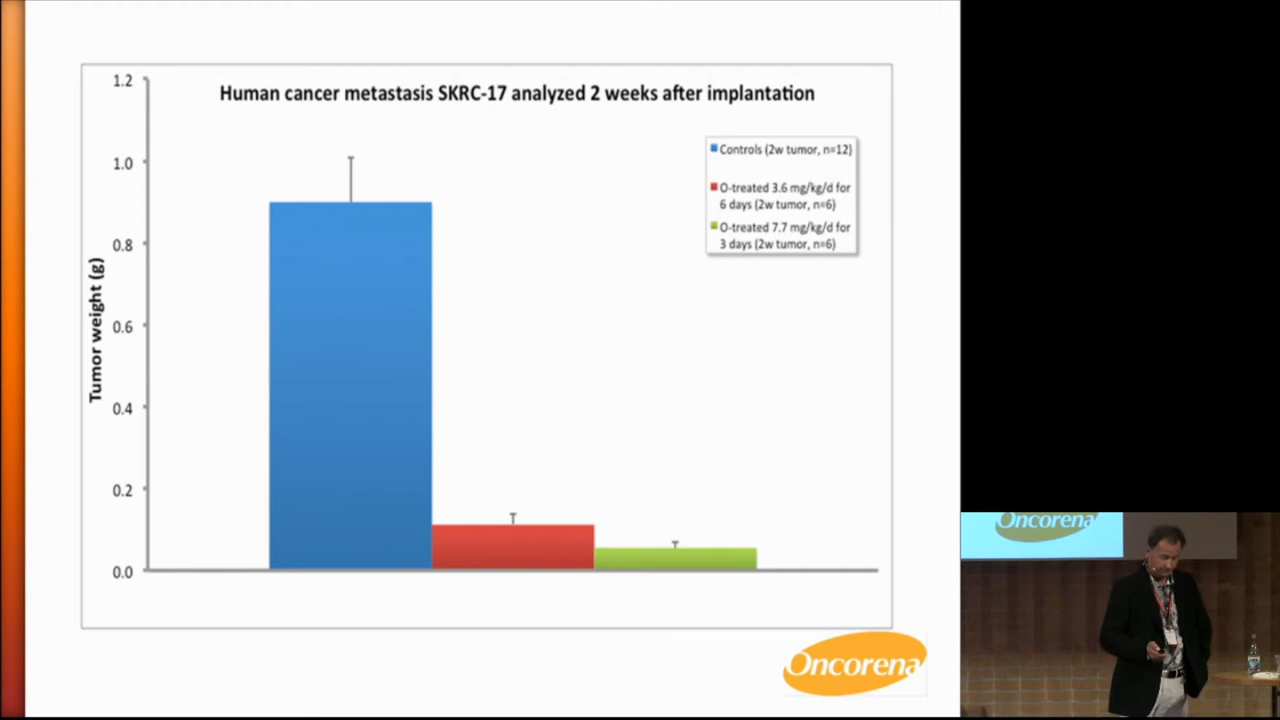 Human cancer metastasis SKRC-17 analyzed 2 weeks after implantation
1.2
1.0
0.8
0.6
0.4
0.2
0.0
Tumor weight (g)
Controls (2w tumor, n=12)
O-treated 3.6 mg/kg/d for
6 days (2w tumor, n=6)
O-treated 7.7 mg/kg/d for
3 days (2w tumor, n=6)
Oncorena
Oncorena